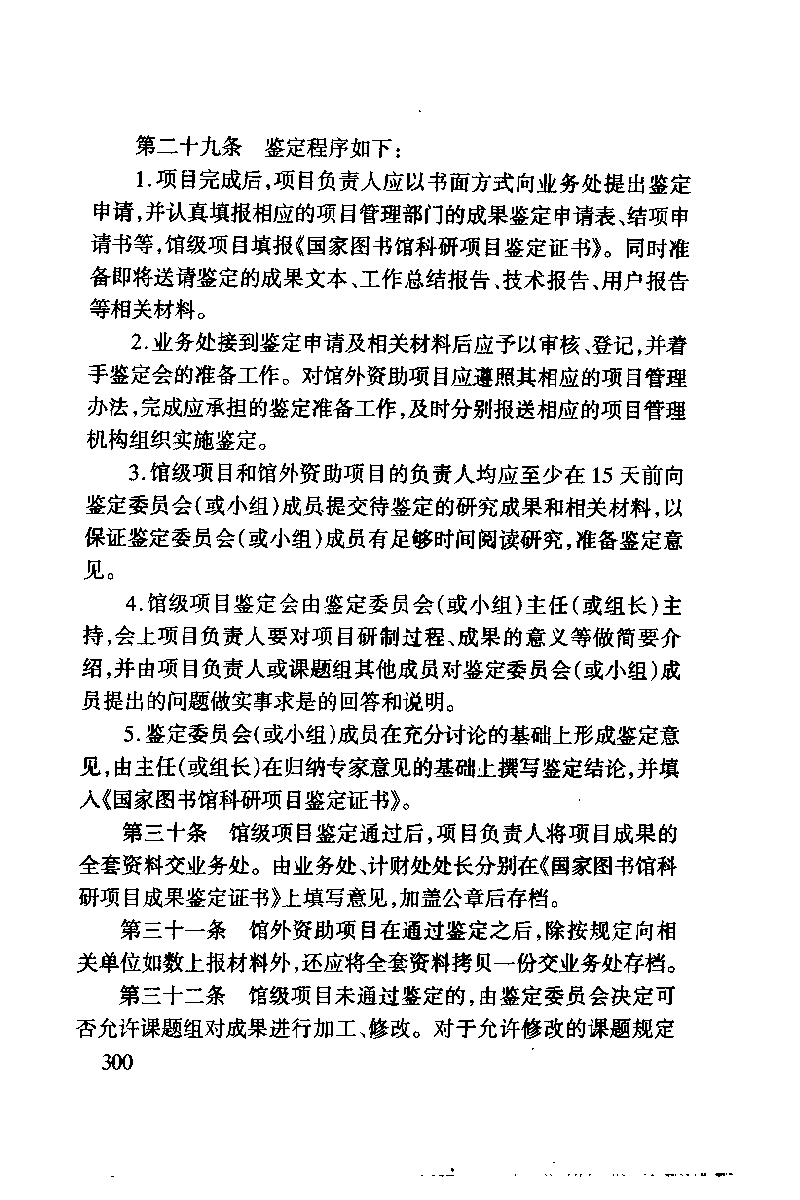 第二十九条　鉴定程序如下：
1.项目完成后,项目负责人应以书面方式向业务处提出鉴定
申请,并认真填报相应的项目管理部门的成果鉴定申请表、结项申
请书等,馆级项目填报《国家图书馆科研项目鉴定证书》。同时准
备即将送请鉴定的成果文本、工作总结报告、技术报告、用户报告
等相关材料。
2.业务处接到鉴定申请及相关材料后应予以审核、登记,并着
手鉴定会的准备工作。对馆外资助项目应遵照其相应的项目管理
办法,完成应承担的鉴定准备工作,及时分别报送相应的项目管理
机构组织实施鉴定。
3.馆级项目和馆外资助项目的负责人均应至少在 15 天前向
鉴定委员会(或小组)成员提交待鉴定的研究成果和相关材料,以
保证鉴定委员会(或小组)成员有足够时间阅读研究,准备鉴定意
见。
4.馆级项目鉴定会由鉴定委员会(或小组)主任(或组长)主
持,会上项目负责人要对项目研制过程、成果的意义等做简要介
绍,并由项目负责人或课题组其他成员对鉴定委员会(或小组)成
员提出的问题做实事求是的回答和说明。
5.鉴定委员会(或小组)成员在充分讨论的基础上形成鉴定意
见,由主任(或组长)在归纳专家意见的基础上撰写鉴定结论,并填
入《国家图书馆科研项目鉴定证书》。
第三十条　馆级项目鉴定通过后,项目负责人将项目成果的
全套资料交业务处。由业务处、计财处处长分别在《国家图书馆科
研项目成果鉴定证书》上填写意见,加盖公章后存档。
第三十一条　馆外资助项目在通过鉴定之后,除按规定向相
关单位如数上报材料外,还应将全套资料拷贝一份交业务处存档。
第三十二条　馆级项目未通过鉴定的,由鉴定委员会决定可
否允许课题组对成果进行加工、修改。对于允许修改的课题规定
300